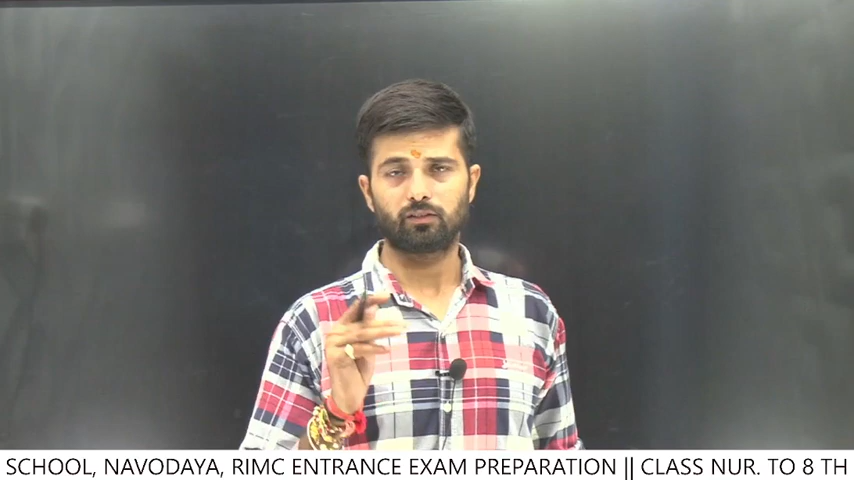 SCHOOL, NAVODAYA, RIMC ENTRANCE EXAM PREPARATION || CLASS NUR. TO 8 TH